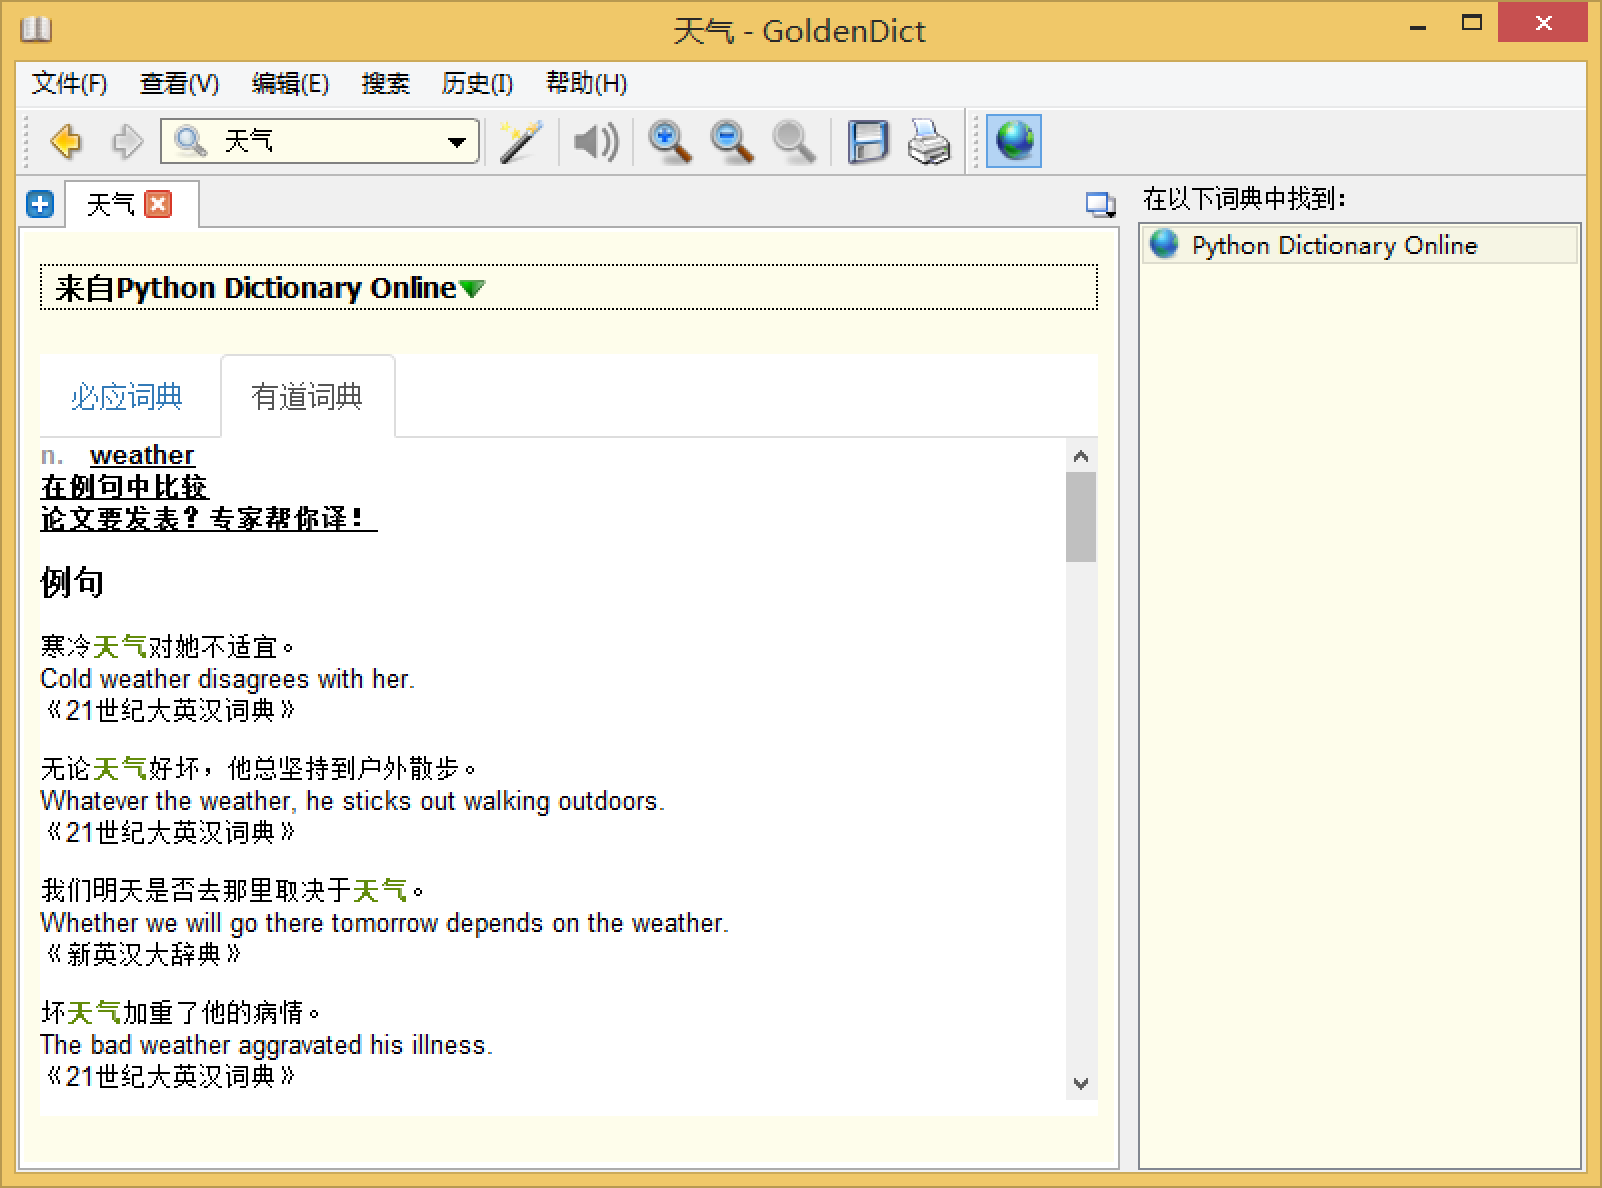 天气 - GoldenDict
文件(F) 查看(V) 编辑(E) 搜索 历史(I) 帮助(H)
天气
天气
在以下词典中找到：
Python Dictionary Online
来自Python Dictionary Online
必应词典 有道词典
n. weather
在例句中比较
论文要发表？专家帮你译！
例句
寒冷天气对她不适宜。
Cold weather disagrees with her.
《21世纪大英汉词典》
无论天气好坏，他总坚持到户外散步。
Whatever the weather, he sticks out walking outdoors.
《21世纪大英汉词典》
我们明天是否去那里取决于天气。
Whether we will go there tomorrow depends on the weather.
《新英汉大辞典》
坏天气加重了他的病情。
The bad weather aggravated his illness.
《21世纪大英汉词典》